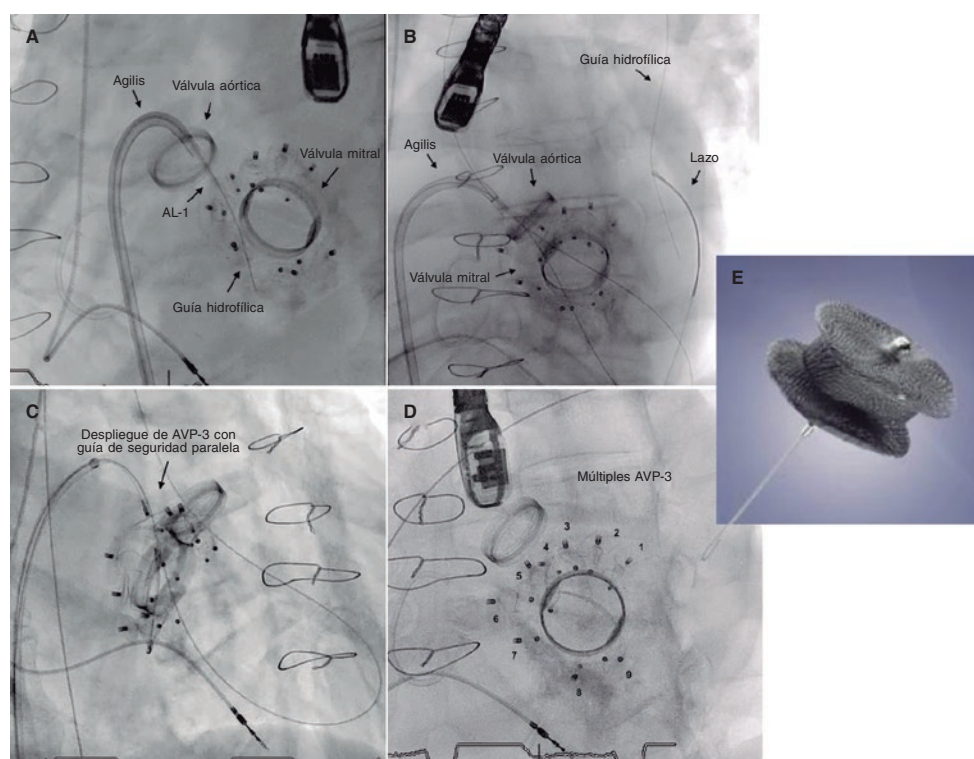 A
Agilis
Válvula aórtica
Válvula mitral
AL-1
Guía hidrofílica
B
Guía hidrofílica
Agilis
Válvula aórtica
Lazo
Válvula mitral
C
Despliegue de AVP-3 con
guía de seguridad paralela
D
Múltiples AVP-3
3
2
1
4
5
6
7
9
8
E